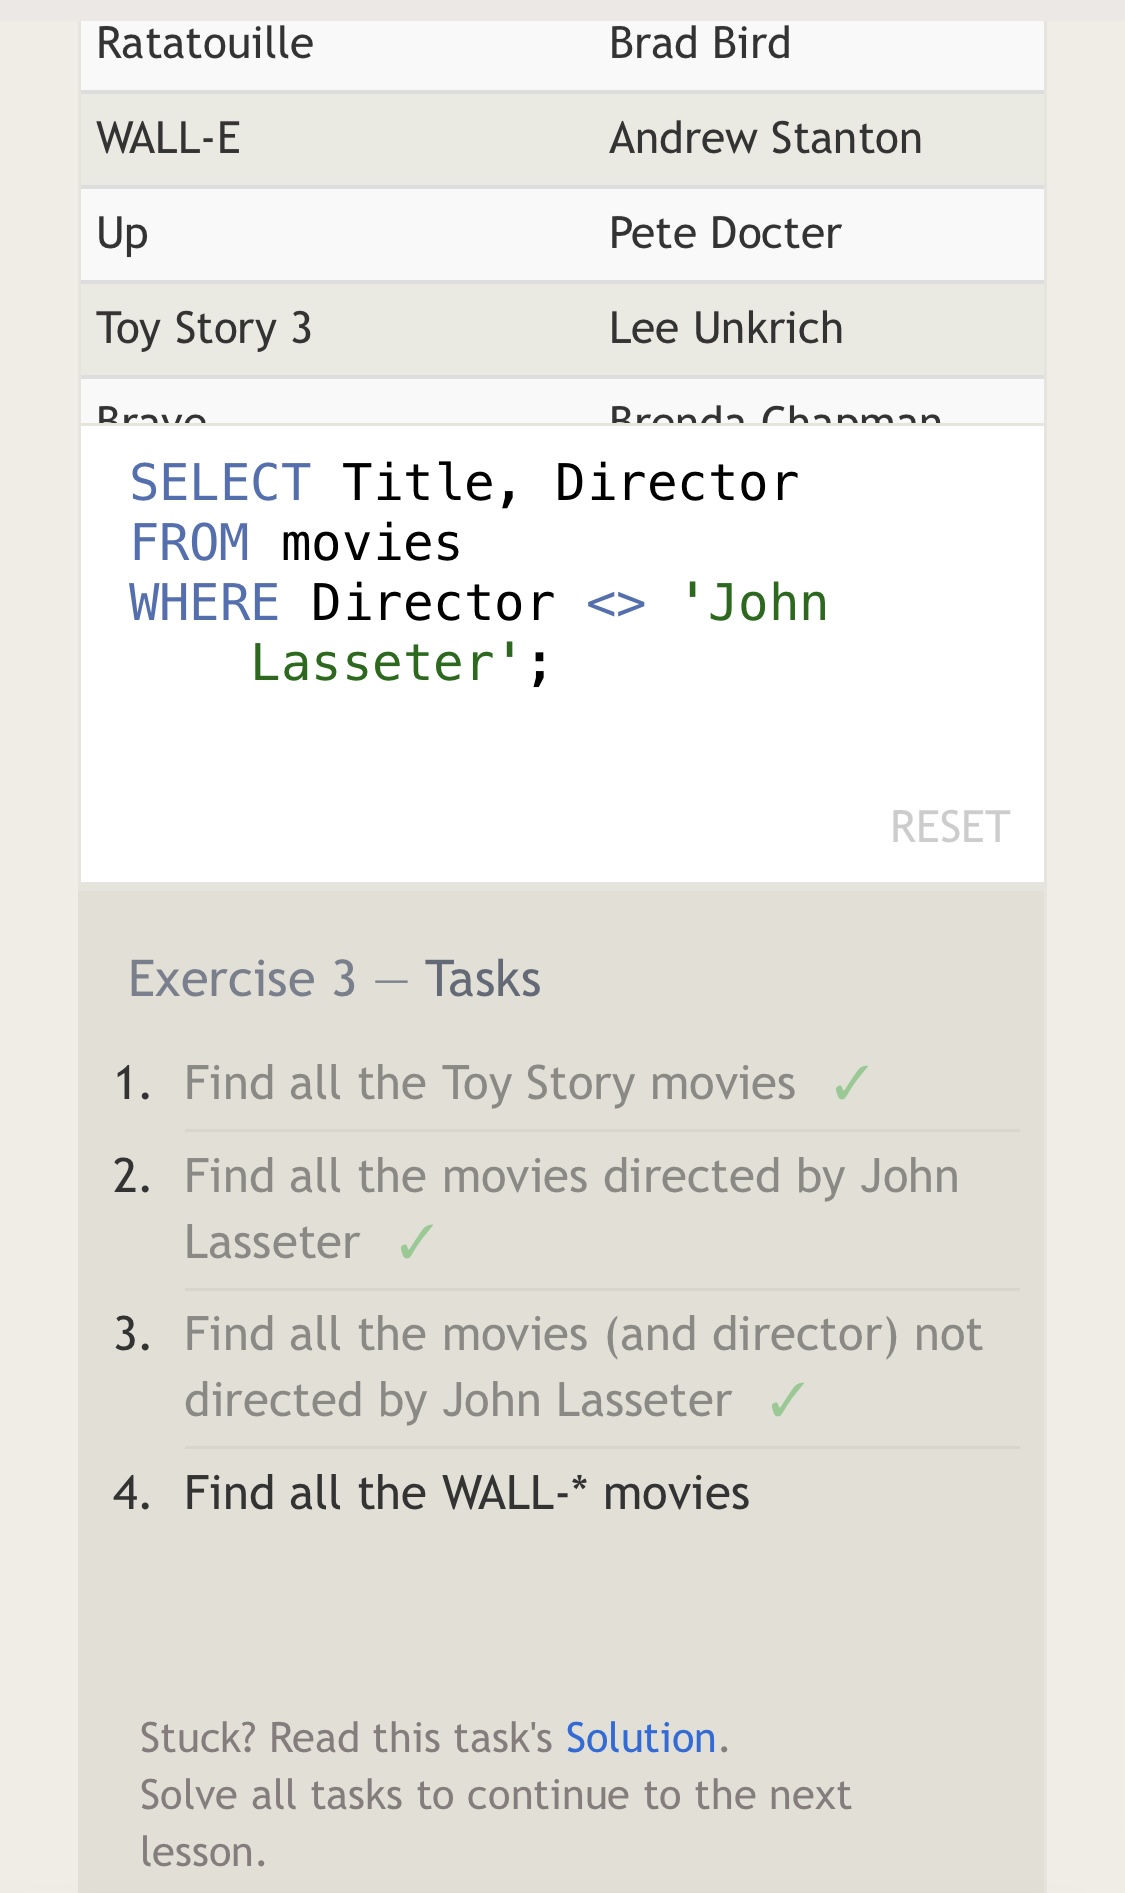 Ratatouille Brad Bird
WALL-E Andrew Stanton
Up Pete Docter
Toy Story 3 Lee Unkrich
Brave Brenda Chapman
SELECT Title, Director
FROM movies
WHERE Director <> 'John
Lasseter';
RESET
Exercise 3 — Tasks
1. Find all the Toy Story movies ✓
2. Find all the movies directed by John
Lasseter ✓
3. Find all the movies (and director) not
directed by John Lasseter ✓
4. Find all the WALL-* movies
Stuck? Read this task's Solution.
Solve all tasks to continue to the next
lesson.